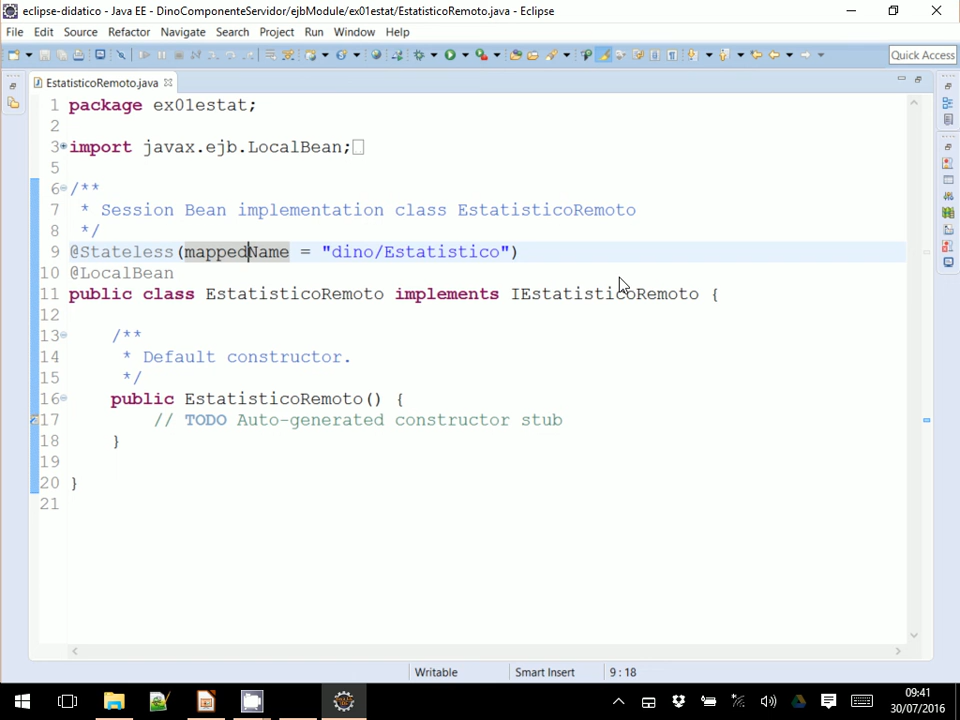 eclipse-didatico - Java EE - DinoComponenteServidor/ejbModule/ex01estat/EstatisticoRemoto.java - Eclipse
File Edit Source Refactor Navigate Search Project Run Window Help
Quick Access
EstatisticoRemoto.java
1 package ex01estat;
2
3 import javax.ejb.LocalBean;
5
6 /**
7 * Session Bean implementation class EstatisticoRemoto
8 */
9 @Stateless(mappedName = "dino/Estatistico")
10 @LocalBean
11 public class EstatisticoRemoto implements IEstatisticoRemoto {
12
13 /**
14 * Default constructor.
15 */
16 public EstatisticoRemoto() {
17 // TODO Auto-generated constructor stub
18 }
19
20 }
21
Writable Smart Insert 9 : 18
09:41
30/07/2016